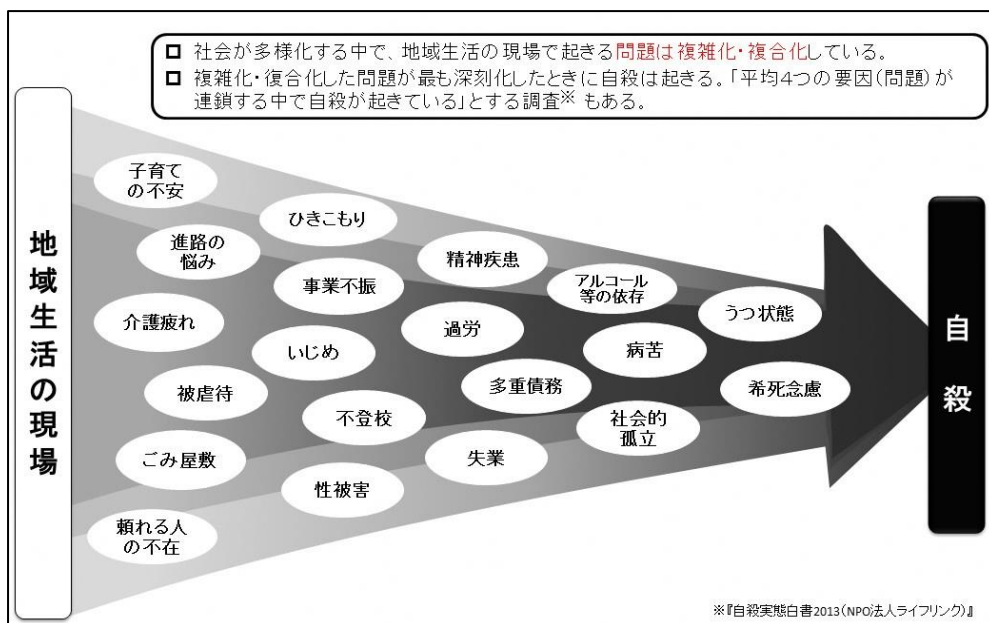 □ 社会が多様化する中で、地域生活の現場で起きる問題は複雑化・複合化している。
□ 複雑化・復合化した問題が最も深刻化したときに自殺は起きる。「平均4つの要因(問題)が
連鎖する中で自殺が起きている」とする調査※ もある。
地域生活の現場
子育て
の不安
進路の
悩み
介護疲れ
被虐待
ごみ屋敷
頼れる人
の不在
ひきこもり
事業不振
いじめ
不登校
性被害
精神疾患
過労
多重債務
失業
アルコール
等の依存
病苦
社会的
孤立
うつ状態
希死念慮
自殺
※『自殺実態白書2013(NPO法人ライフリンク)』